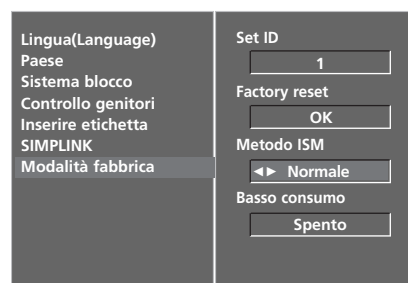 Lingua(Language)
Paese
Sistema blocco
Controllo genitori
Inserire etichetta
SIMPLINK
Modalità fabbrica
Set ID
1
Factory reset
OK
Metodo ISM
◄► Normale
Basso consumo
Spento